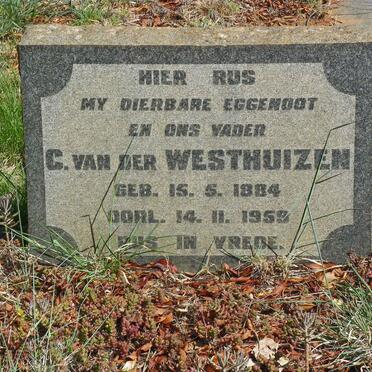 HIER RUS
MY DIERBARE EGGENOOT
EN ONS VADER
C. VAN DER WESTHUIZEN
GEB. 15. 5. 1884
OORL. 14. 11. 1958
RUS IN VREDE.